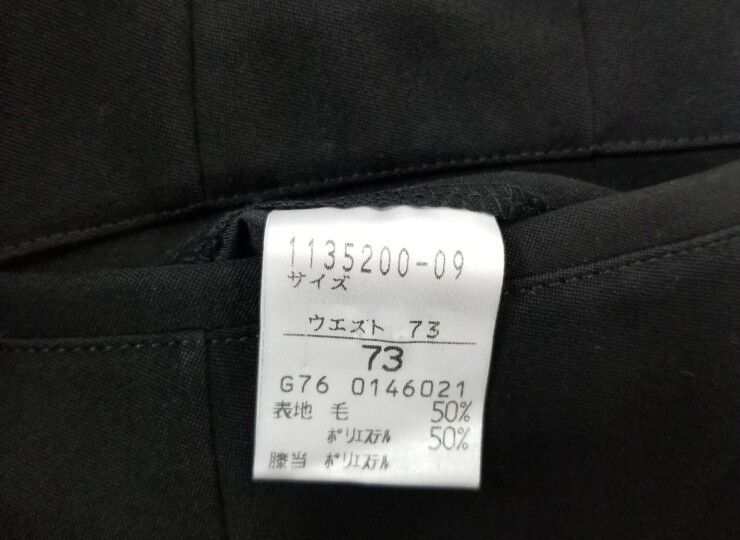 1135200-09
サイズ
ウエスト 73
73
G76 0146021
表地 毛 50%
ポリエステル 50%
膝当 ポリエステル